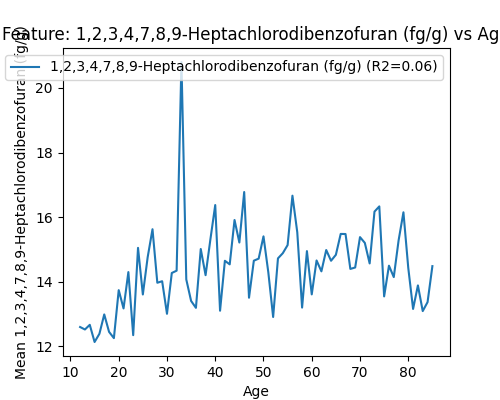 Feature: 1,2,3,4,7,8,9-Heptachlorodibenzofuran (fg/g) vs Ag
1,2,3,4,7,8,9-Heptachlorodibenzofuran (fg/g) (R2=0.06)
Mean 1,2,3,4,7,8,9-Heptachlorodibenzofuran (fg/g)
20
18
16
14
12
10 20 30 40 50 60 70 80
Age